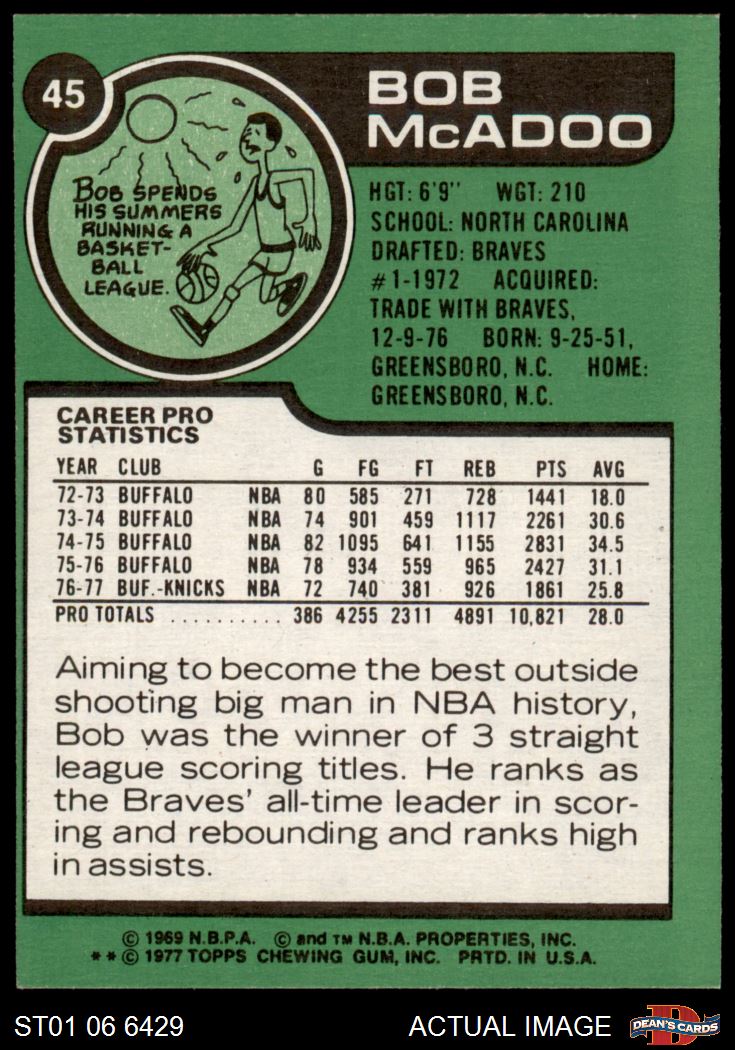 45
BOB
McADOO
BOB SPENDS
HIS SUMMERS
RUNNING A
BASKET-
BALL
LEAGUE.
HGT: 6'9" WGT: 210
SCHOOL: NORTH CAROLINA
DRAFTED: BRAVES
#1-1972 ACQUIRED:
TRADE WITH BRAVES,
12-9-76 BORN: 9-25-51,
GREENSBORO, N.C. HOME:
GREENSBORO, N.C.
CAREER PRO
STATISTICS
YEAR CLUB G FG FT REB PTS AVG
72-73 BUFFALO NBA 80 585 271 728 1441 18.0
73-74 BUFFALO NBA 74 901 459 1117 2261 30.6
74-75 BUFFALO NBA 82 1095 641 1155 2831 34.5
75-76 BUFFALO NBA 78 934 559 965 2427 31.1
76-77 BUF.-KNICKS NBA 72 740 381 926 1861 25.8
PRO TOTALS .......... 386 4255 2311 4891 10,821 28.0
Aiming to become the best outside
shooting big man in NBA history,
Bob was the winner of 3 straight
league scoring titles. He ranks as
the Braves' all-time leader in scor-
ing and rebounding and ranks high
in assists.
© 1969 N.B.P.A. © and TM N.B.A. PROPERTIES, INC.
**© 1977 TOPPS CHEWING GUM, INC. PRTD. IN U.S.A.
ST01 06 6429 ACTUAL IMAGE D DEAN'S CARDS